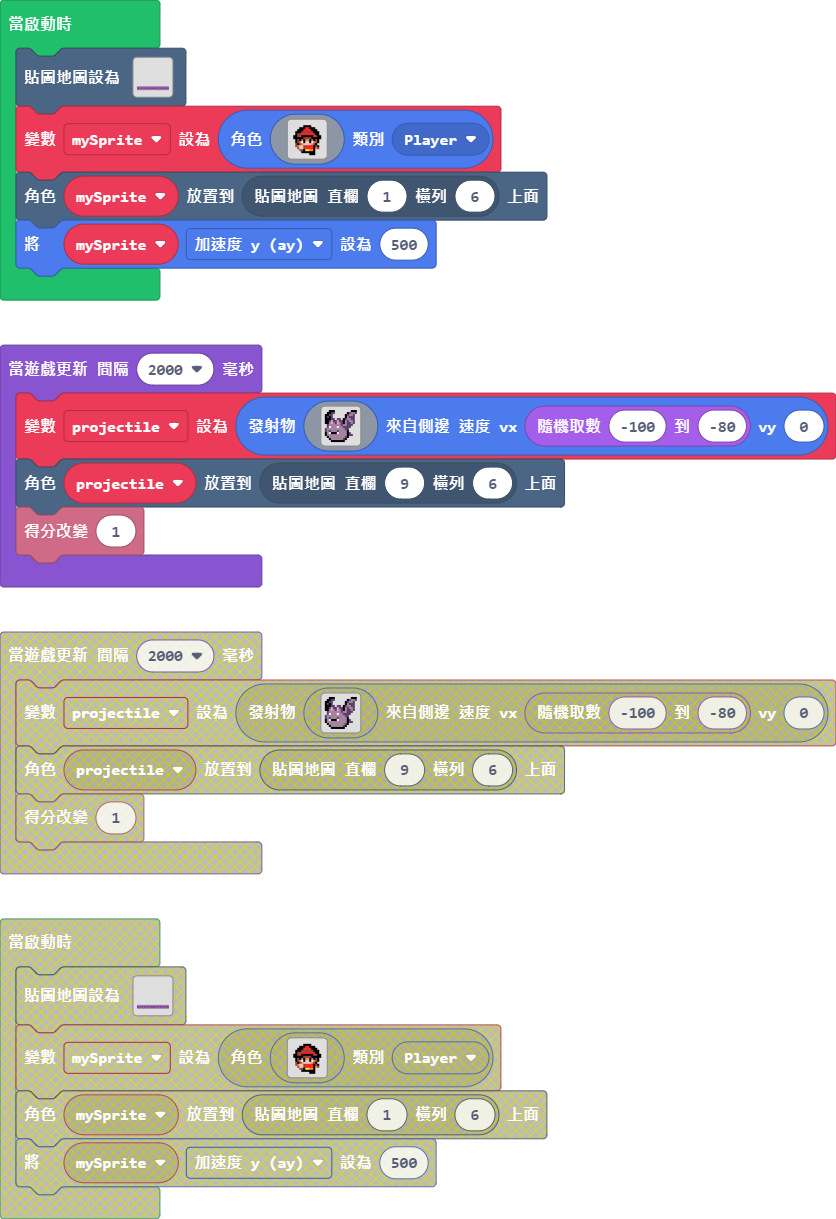 當啟動時
貼圖地圖設為
變數 mySprite 設為 角色 類別 Player
角色 mySprite 放置到 貼圖地圖 直欄 1 橫列 6 上面
將 mySprite 加速度 y (ay) 設為 500
當遊戲更新 間隔 2000 毫秒
變數 projectile 設為 發射物 來自側邊 速度 vx 隨機取數 -100 到 -80 vy 0
角色 projectile 放置到 貼圖地圖 直欄 9 橫列 6 上面
得分改變 1
當遊戲更新 間隔 2000 毫秒
變數 projectile 設為 發射物 來自側邊 速度 vx 隨機取數 -100 到 -80 vy 0
角色 projectile 放置到 貼圖地圖 直欄 9 橫列 6 上面
得分改變 1
當啟動時
貼圖地圖設為
變數 mySprite 設為 角色 類別 Player
角色 mySprite 放置到 貼圖地圖 直欄 1 橫列 6 上面
將 mySprite 加速度 y (ay) 設為 500